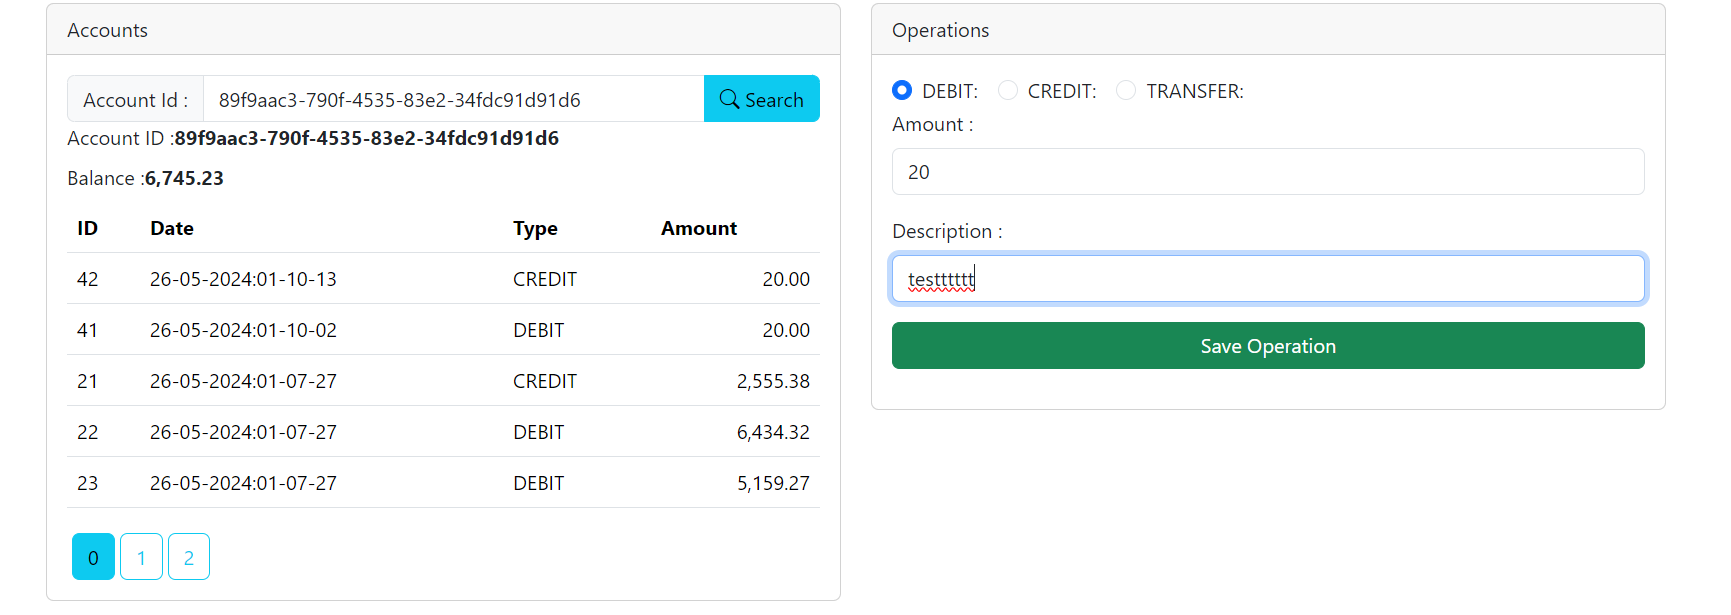 Accounts
Account Id :
89f9aac3-790f-4535-83e2-34fdc91d91d6
Search
Account ID :89f9aac3-790f-4535-83e2-34fdc91d91d6
Balance :6,745.23
ID Date Type Amount
42 26-05-2024:01-10-13 CREDIT 20.00
41 26-05-2024:01-10-02 DEBIT 20.00
21 26-05-2024:01-07-27 CREDIT 2,555.38
22 26-05-2024:01-07-27 DEBIT 6,434.32
23 26-05-2024:01-07-27 DEBIT 5,159.27
0 1 2
Operations
DEBIT: CREDIT: TRANSFER:
Amount :
20
Description :
testttttt
Save Operation